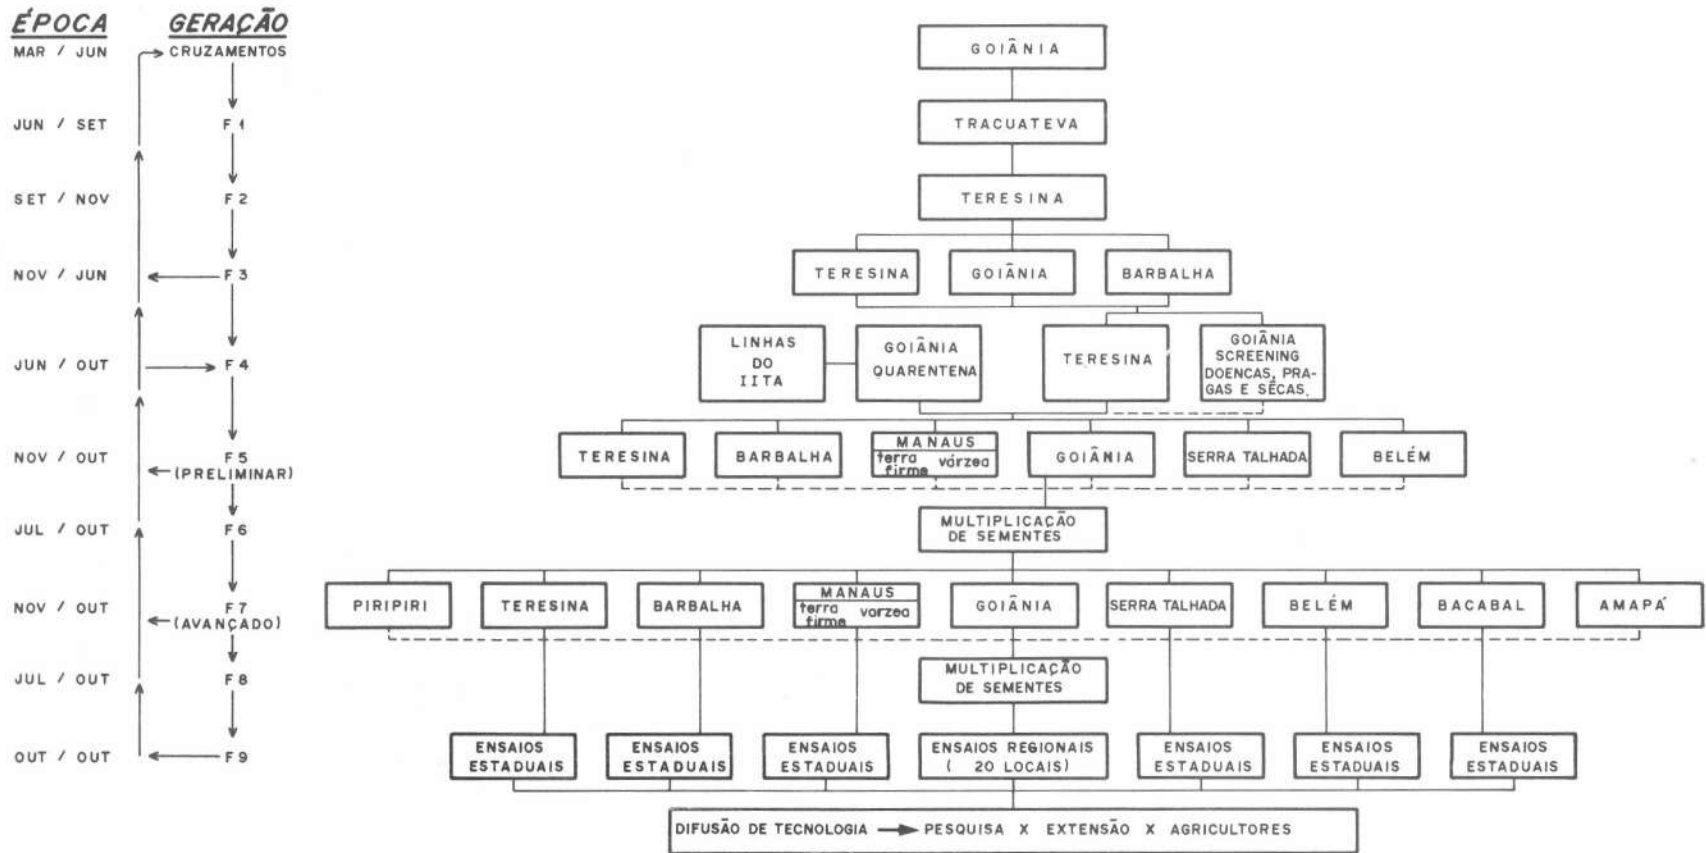 ÉPOCA GERAÇÃO
MAR / JUN CRUZAMENTOS GOIÂNIA
JUN / SET F1 TRACUATEVA
SET / NOV F2 TERESINA
NOV / JUN F3 TERESINA GOIÂNIA BARBALHA
JUN / OUT F4
LINHAS
DO
IITA
GOIÂNIA
QUARENTENA
TERESINA
GOIÂNIA
SCREENING
DOENCAS, PRA-
GAS E SÊCAS.
NOV / OUT F5
(PRELIMINAR)
TERESINA
BARBALHA
MANAUS
terra várzea
firme
GOIÂNIA
SERRA TALHADA
BELÉM
JUL / OUT F6
MULTIPLICAÇÃO
DE SEMENTES
NOV / OUT F7
(AVANÇADO)
PIRIPIRI
TERESINA
BARBALHA
MANAUS
terra varzea
firme
GOIÂNIA
SERRA TALHADA
BELÉM
BACABAL
AMAPÁ
JUL / OUT F8
MULTIPLICAÇÃO
DE SEMENTES
OUT / OUT F9
ENSAIOS
ESTADUAIS
ENSAIOS
ESTADUAIS
ENSAIOS
ESTADUAIS
ENSAIOS REGIONAIS
( 20 LOCAIS)
ENSAIOS
ESTADUAIS
ENSAIOS
ESTADUAIS
ENSAIOS
ESTADUAIS
DIFUSÃO DE TECNOLOGIA → PESQUISA X EXTENSÃO X AGRICULTORES